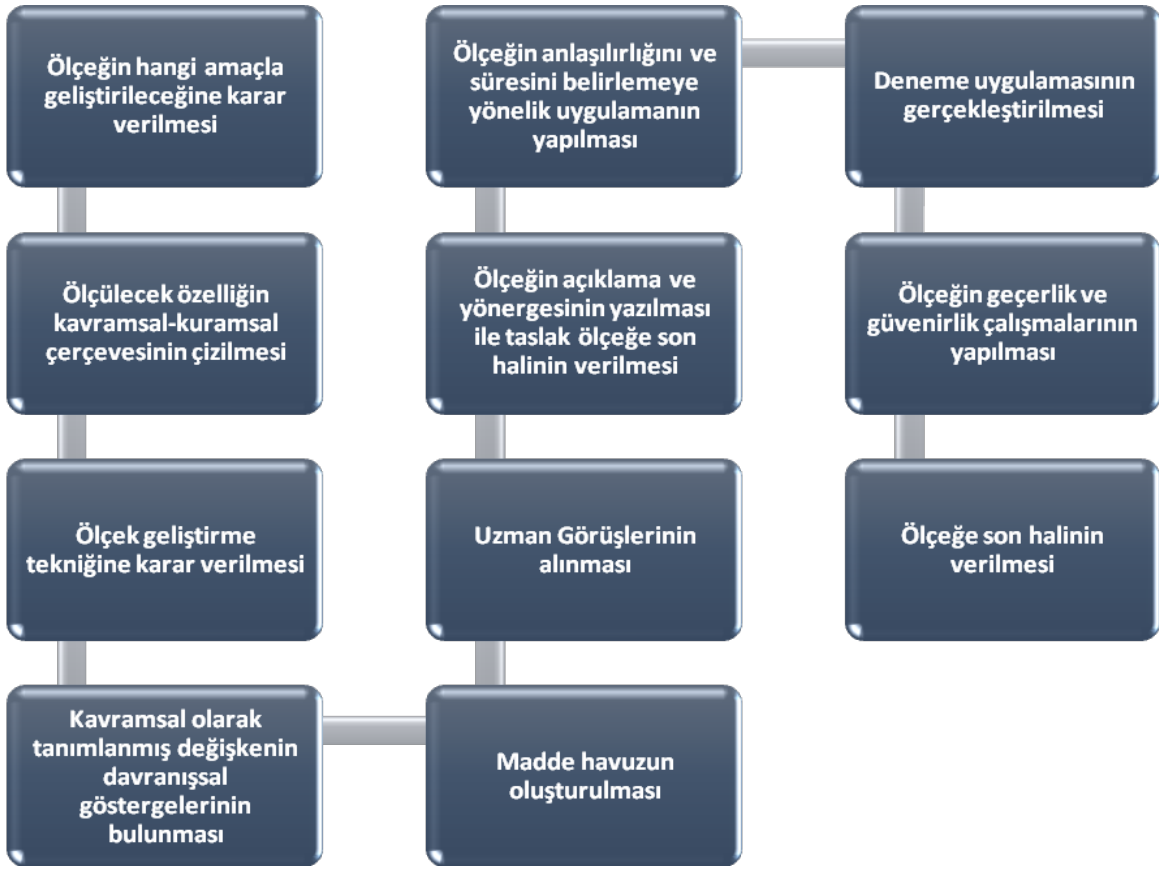 Ölçeğin hangi amaçla
geliştirileceğine karar
verilmesi
Ölçülecek özelliğin
kavramsal-kuramsal
çerçevesinin çizilmesi
Ölçek geliştirme
tekniğine karar verilmesi
Kavramsal olarak
tanımlanmış değişkenin
davranışsal
göstergelerinin
bulunması
Madde havuzun
oluşturulması
Uzman Görüşlerinin
alınması
Ölçeğin açıklama ve
yönergesinin yazılması
ile taslak ölçeğe son
halinin verilmesi
Ölçeğin anlaşılırlığını ve
süresini belirlemeye
yönelik uygulamanın
yapılması
Deneme uygulamasının
gerçekleştirilmesi
Ölçeğin geçerlik ve
güvenirlik çalışmalarının
yapılması
Ölçeğe son halinin
verilmesi